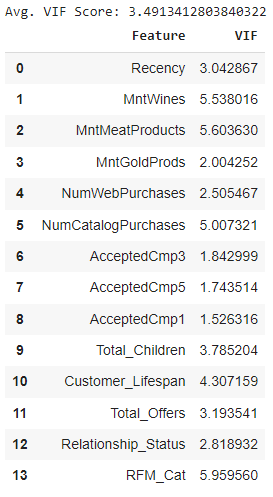 Avg. VIF Score: 3.4913412803840322
Feature VIF
0 Recency 3.042867
1 MntWines 5.538016
2 MntMeatProducts 5.603630
3 MntGoldProds 2.004252
4 NumWebPurchases 2.505467
5 NumCatalogPurchases 5.007321
6 AcceptedCmp3 1.842999
7 AcceptedCmp5 1.743514
8 AcceptedCmp1 1.526316
9 Total_Children 3.785204
10 Customer_Lifespan 4.307159
11 Total_Offers 3.193541
12 Relationship_Status 2.818932
13 RFM_Cat 5.959560